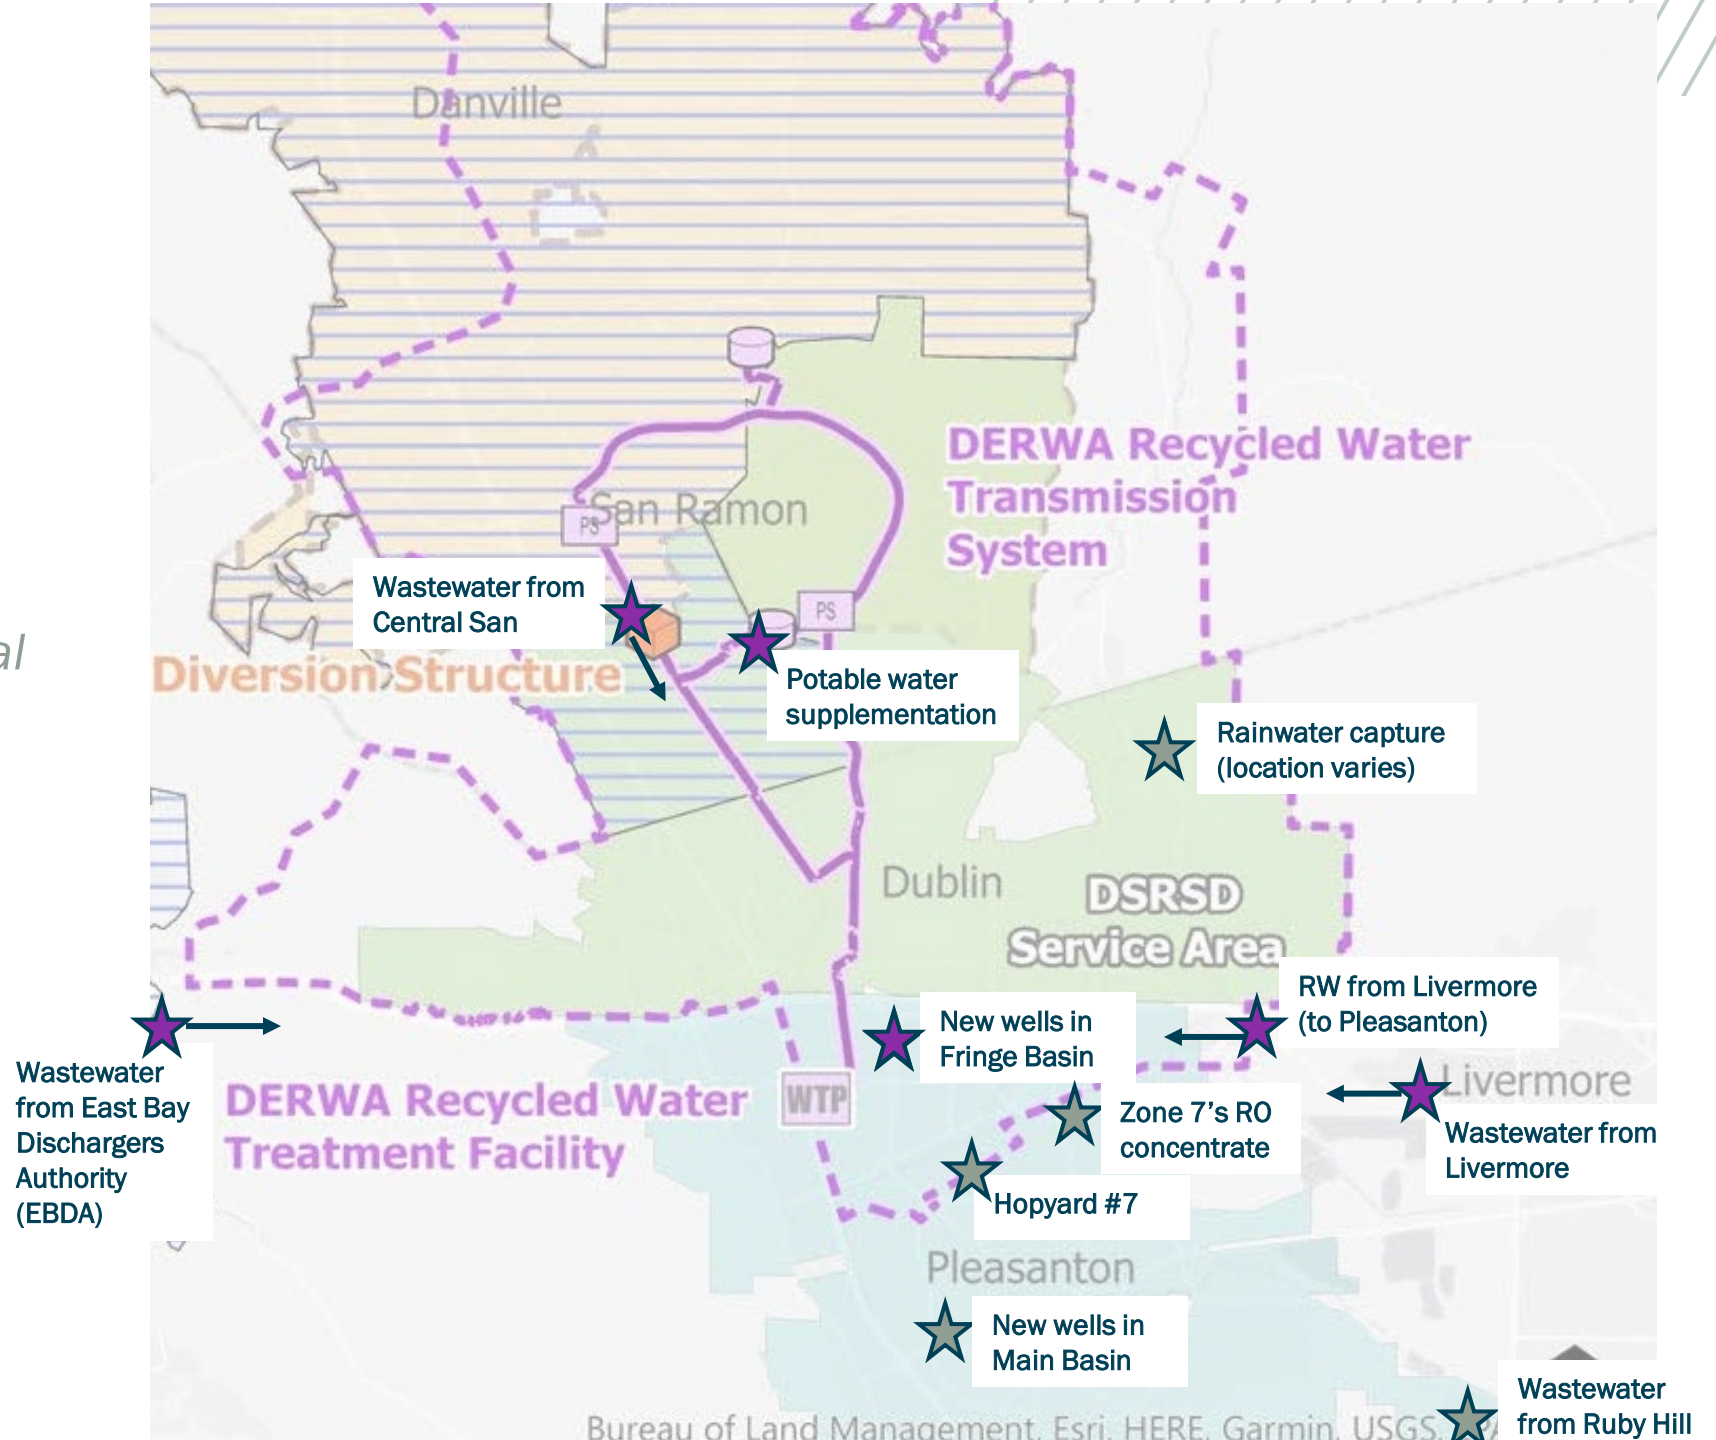 Danville
DERWA Recycled Water
Transmission
System
San Ramon
PS
Wastewater from
Central San
PS
al
Diversion Structure
Potable water
supplementation
Rainwater capture
(location varies)
Dublin
DSRSD
Service Area
RW from Livermore
(to Pleasanton)
New wells in
Fringe Basin
Wastewater
from East Bay
Dischargers
Authority
(EBDA)
DERWA Recycled Water
Treatment Facility
WTP
Livermore
Zone 7’s RO
concentrate
Wastewater from
Livermore
Hopyard #7
Pleasanton
New wells in
Main Basin
Wastewater
from Ruby Hill
Bureau of Land Management, Esri, HERE, Garmin, USGS,